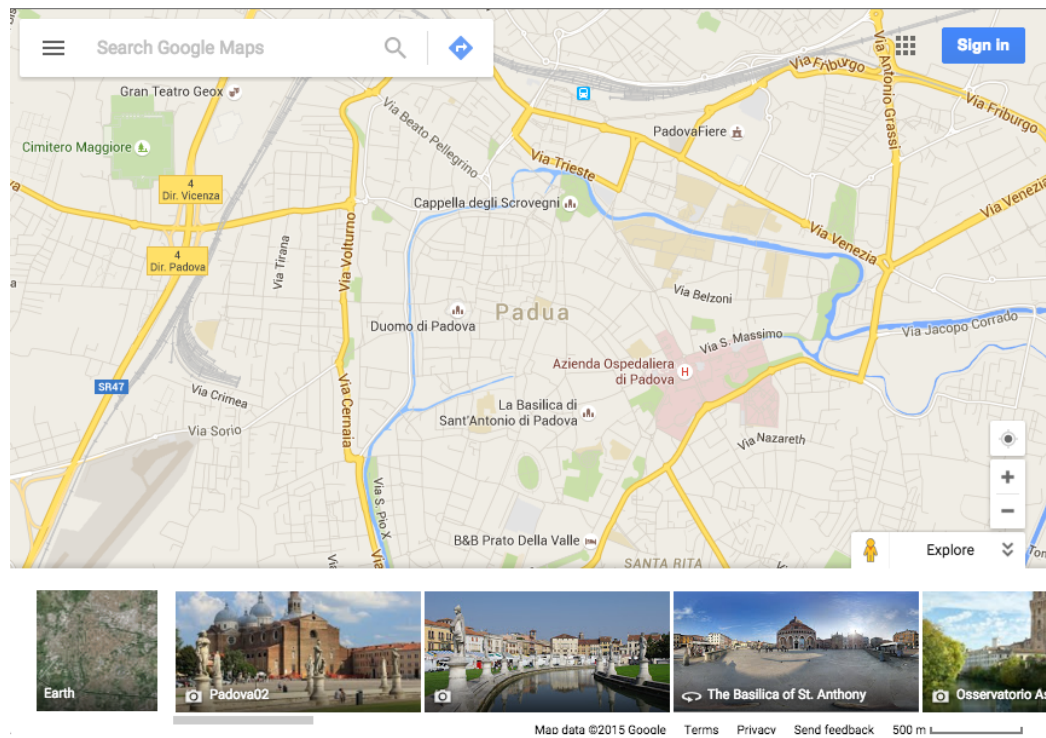 Search Google Maps
Sign in
Via Friburgo
Via Antonio Grassi
Via Friburgo
Gran Teatro Geox
Via Beato Pellegrino
PadovaFiere
Cimitero Maggiore
Via Trieste
4
Dir. Vicenza
Cappella degli Scrovegni
Via Venezia
Via Venezia
Via Volturno
Via Tirana
4
Dir. Padova
Via Belzoni
Padua
Duomo di Padova
Via S. Massimo
Via Jacopo Corrado
Azienda Ospedaliera
di Padova
SR47
Via Crimea
Via Cernaia
La Basilica di
Sant'Antonio di Padova
Via Sorio
Via Nazareth
Via S. Pio X
B&B Prato Della Valle
Explore
SANTA RITA
Via
Earth
Padova02
The Basilica of St. Anthony
Osservatorio As
Map data ©2015 Google
Terms
Privacy
Send feedback
500 m